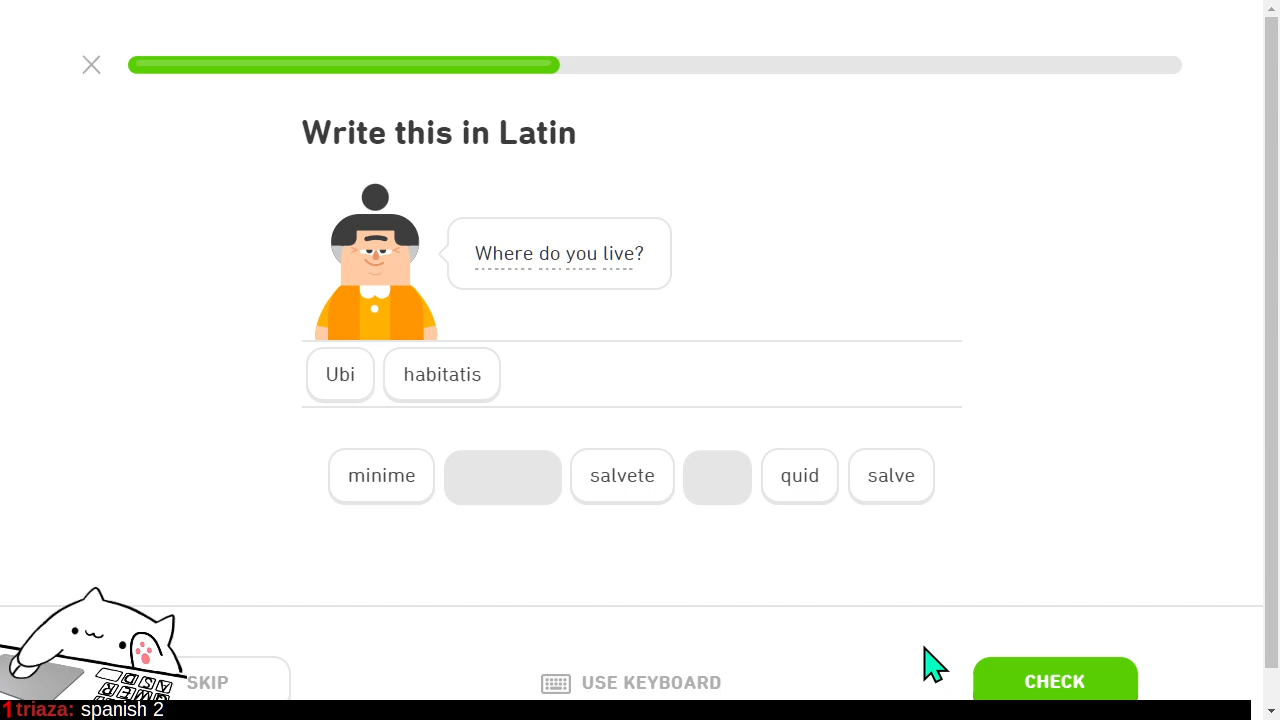 Write this in Latin
Where do you live?
Ubi habitatis
minime salvete quid salve
SKIP USE KEYBOARD CHECK
1triaza: spanish 2